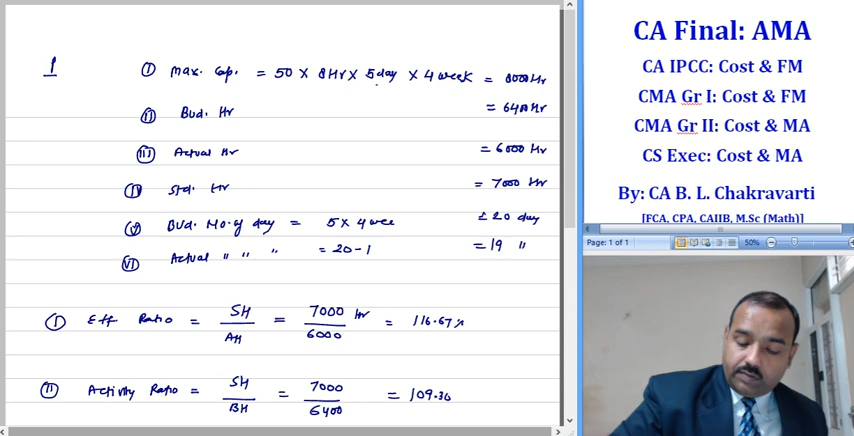 1
(I) Max. Cap. = 50 × 8Hr × 5day × 4 week = 8000Hr
(II) Bud. Hr = 6400Hr
(III) Actual Hr = 6000 Hr
(IV) Std. Hr = 7000 Hr
(V) Bud. No. of day = 5 × 4 wee = 20 day
(VI) Actual " " " = 20-1 = 19 "
(I) Eff Ratio = SH/AH = 7000 Hr/6000 = 116.67%
(II) Activity Ratio = SH/BH = 7000/6400 = 109.3
CA Final: AMA
CA IPCC: Cost & FM
CMA Gr I: Cost & FM
CMA Gr II: Cost & MA
CS Exec: Cost & MA
By: CA B. L. Chakravarti
[FCA, CPA, CAIIB, M.Sc (Math)]
Page: 1 of 1
50%